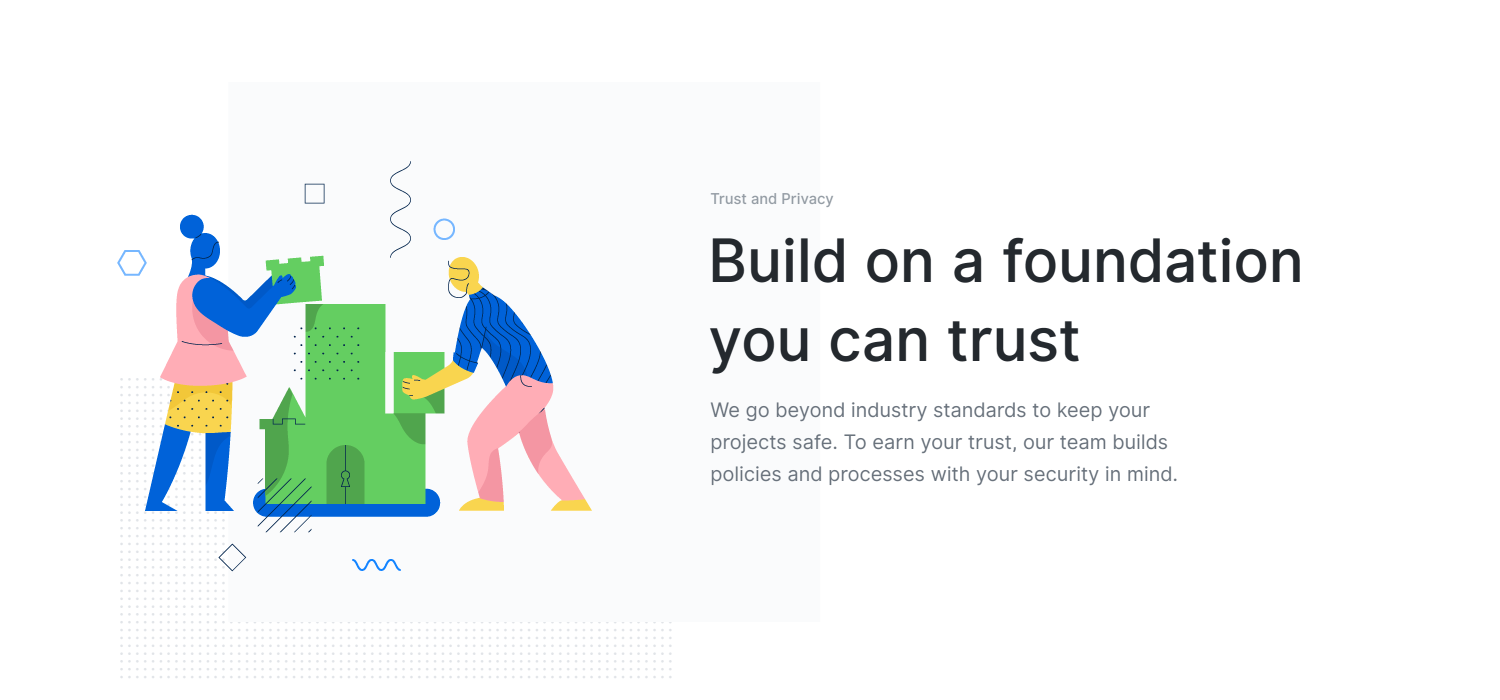 Trust and Privacy
Build on a foundation
you can trust
We go beyond industry standards to keep your
projects safe. To earn your trust, our team builds
policies and processes with your security in mind.